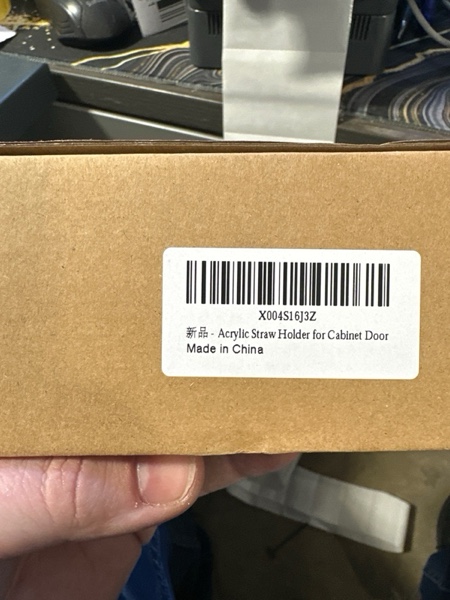 X004S16J3Z
新品 - Acrylic Straw Holder for Cabinet Door
Made in China